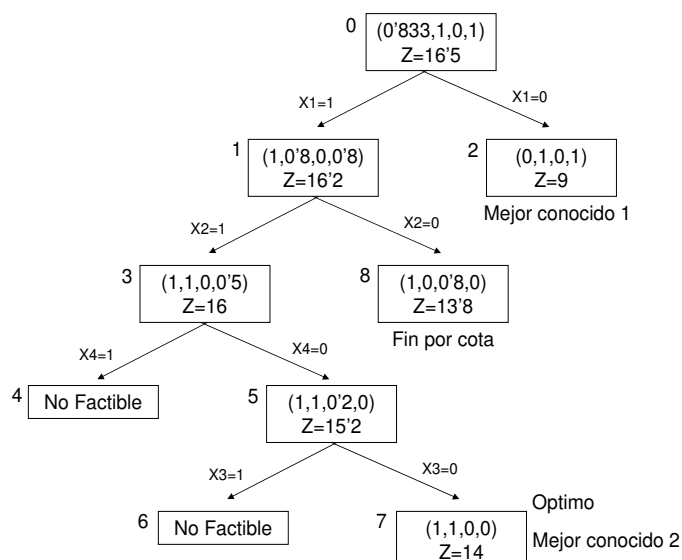 0
(0'833,1,0,1)
Z=16'5
X1=1
X1=0
1
(1,0'8,0,0'8)
Z=16'2
2
(0,1,0,1)
Z=9
Mejor conocido 1
X2=1
X2=0
3
(1,1,0,0'5)
Z=16
8
(1,0,0'8,0)
Z=13'8
Fin por cota
X4=1
X4=0
4
No Factible
5
(1,1,0'2,0)
Z=15'2
X3=1
X3=0
6
No Factible
7
(1,1,0,0)
Z=14
Optimo
Mejor conocido 2